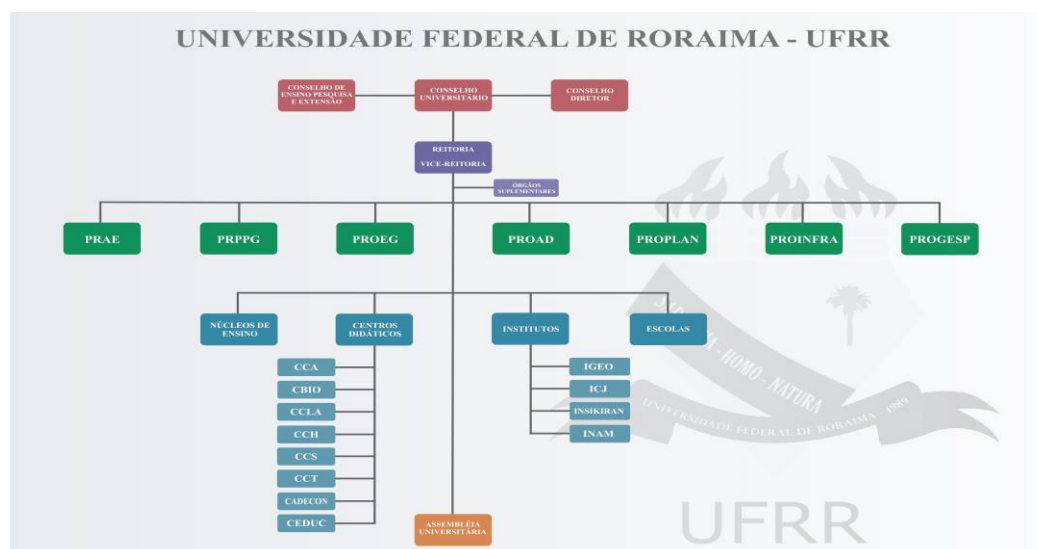 UNIVERSIDADE FEDERAL DE RORAIMA - UFRR
CONSELHO DE
ENSINO PESQUISA
E EXTENSÃO
CONSELHO
UNIVERSITÁRIO
CONSELHO
DIRETOR
REITORIA
VICE-REITORIA
ÓRGÃOS
SUPLEMENTARES
PRAE
PRPPG
PROEG
PROAD
PROPLAN
PROINFRA
PROGESP
NÚCLEOS DE
ENSINO
CENTROS
DIDÁTICOS
INSTITUTOS
ESCOLAS
CCA
CBIO
CCLA
CCH
CCS
CCT
CADECON
CEDUC
IGEO
ICJ
INSIKIRAN
INAM
ASSEMBLÉIA
UNIVERSITÁRIA
- HOMO - NATURA
UNIVERSIDADE FEDERAL DE RORAIMA - 1989
UFRR